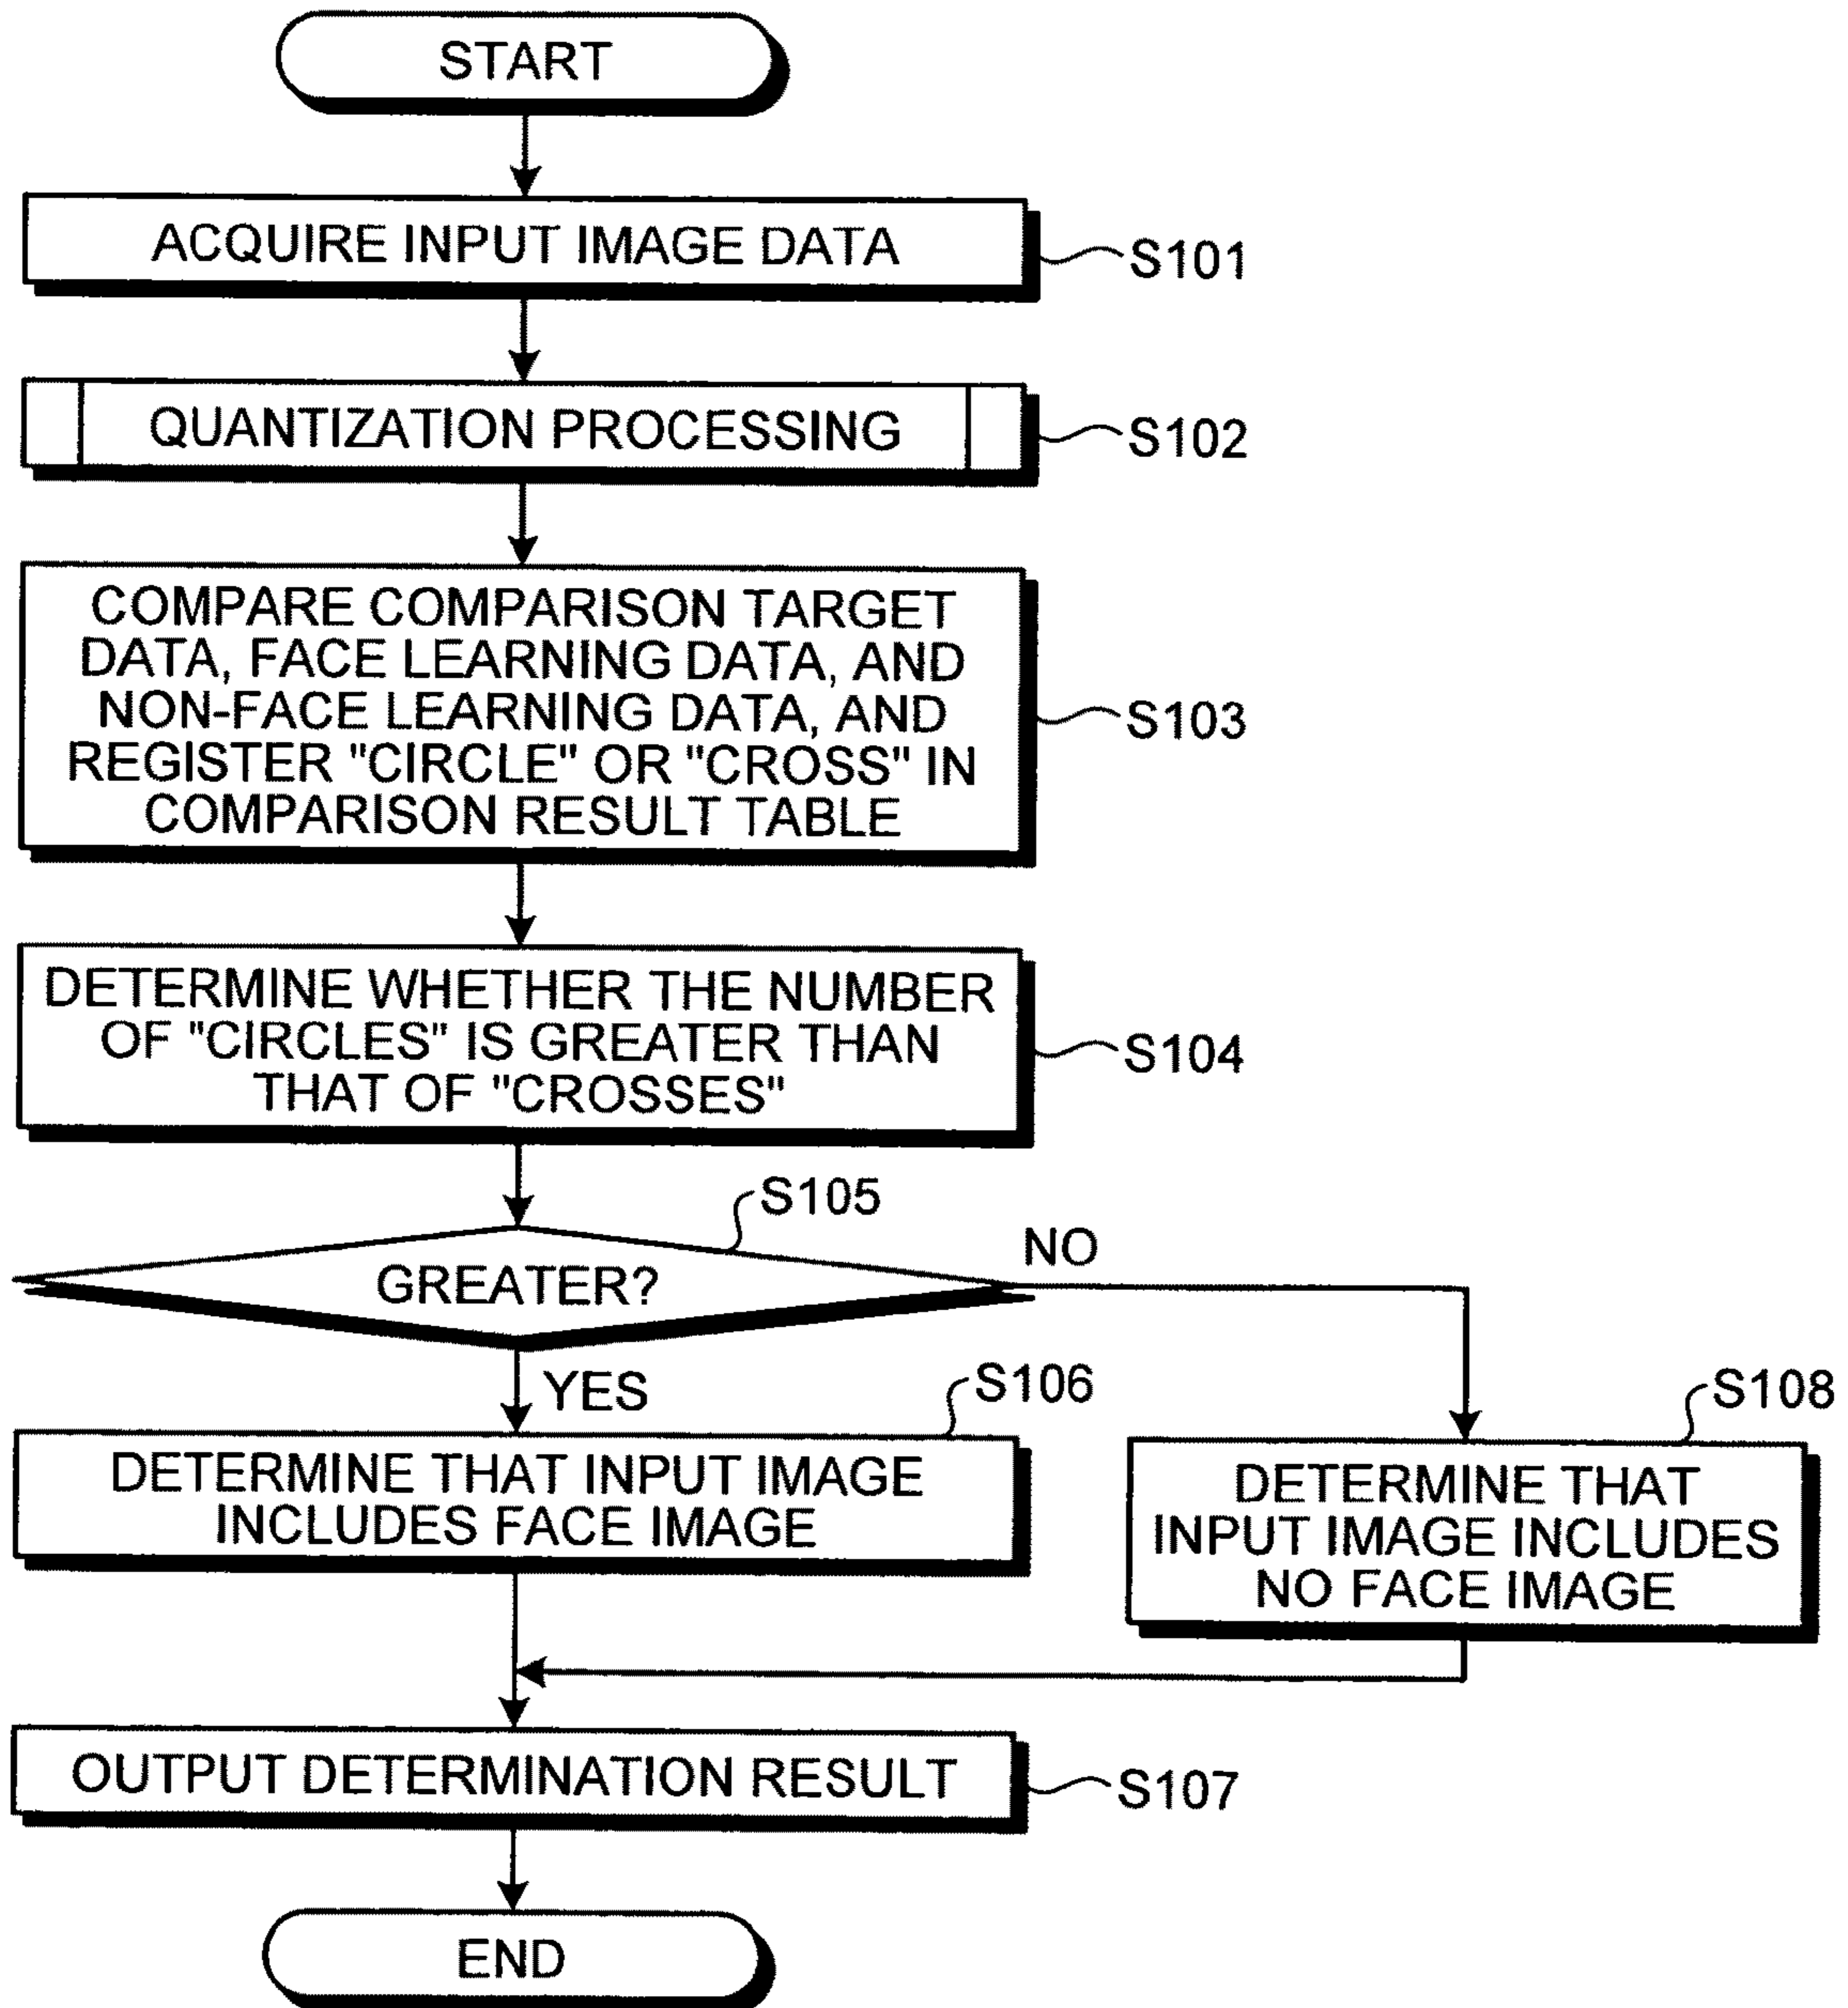 START
ACQUIRE INPUT IMAGE DATA
S101
QUANTIZATION PROCESSING
S102
COMPARE COMPARISON TARGET
DATA, FACE LEARNING DATA, AND
NON-FACE LEARNING DATA, AND
REGISTER "CIRCLE" OR "CROSS" IN
COMPARISON RESULT TABLE
S103
DETERMINE WHETHER THE NUMBER
OF "CIRCLES" IS GREATER THAN
THAT OF "CROSSES"
S104
S105
GREATER?
NO
YES
S106
DETERMINE THAT INPUT IMAGE
INCLUDES FACE IMAGE
S108
DETERMINE THAT
INPUT IMAGE INCLUDES
NO FACE IMAGE
OUTPUT DETERMINATION RESULT
S107
END